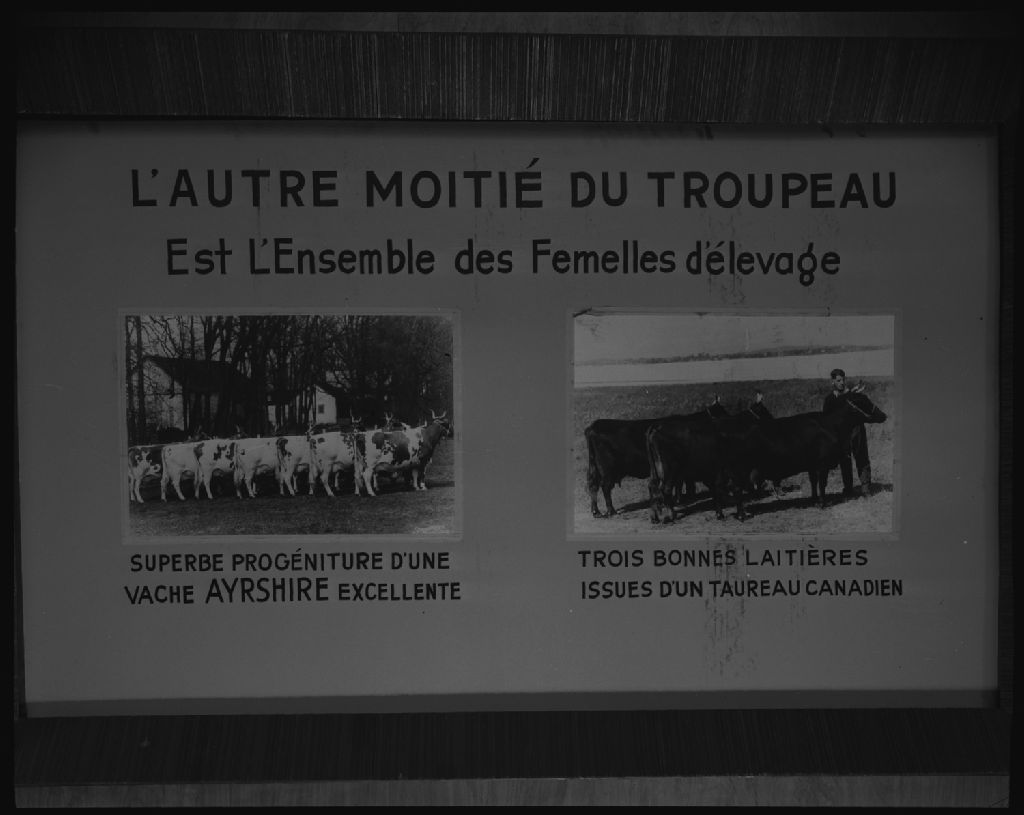 L'AUTRE MOITIÉ DU TROUPEAU
Est L'Ensemble des Femelles d'élevage
SUPERBE PROGÉNITURE D'UNE
VACHE AYRSHIRE EXCELLENTE
TROIS BONNES LAITIÈRES
ISSUES D'UN TAUREAU CANADIEN